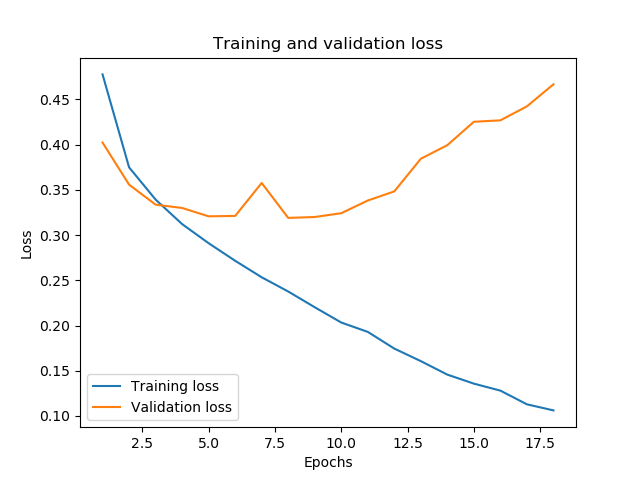 Training and validation loss
Loss
0.45
0.40
0.35
0.30
0.25
0.20
0.15
0.10
Training loss
Validation loss
2.5 5.0 7.5 10.0 12.5 15.0 17.5
Epochs